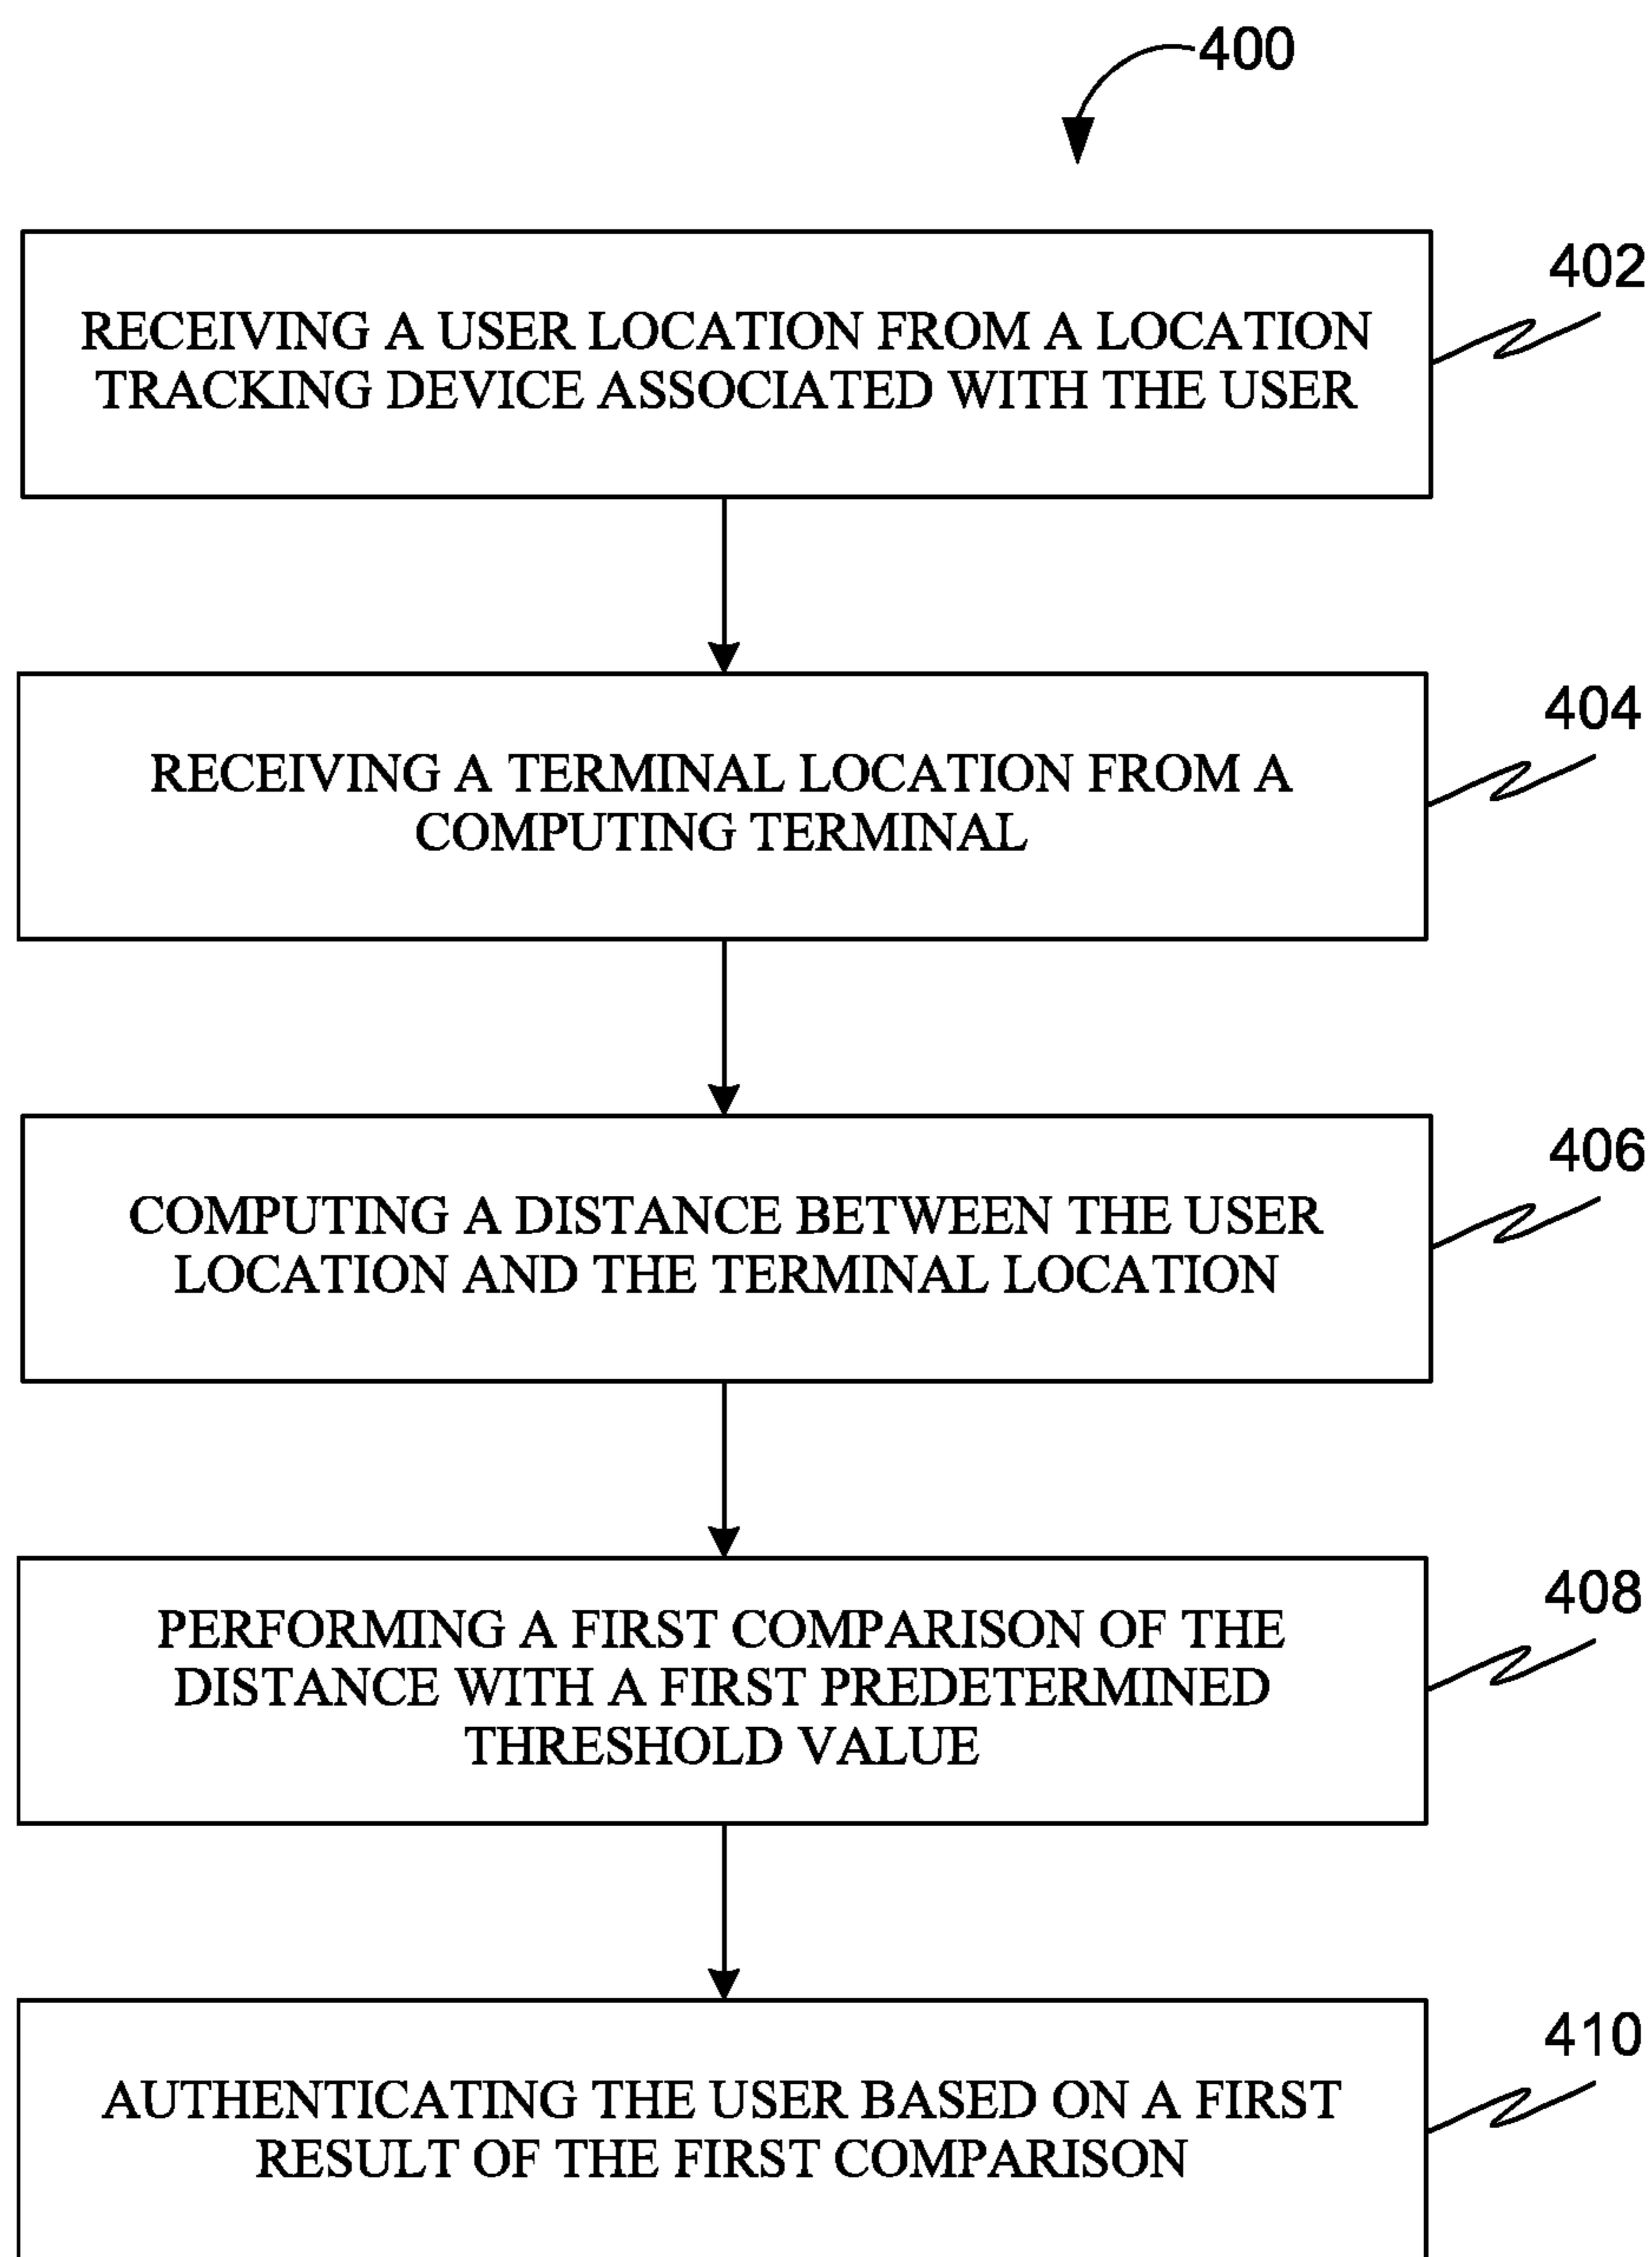 400
402
RECEIVING A USER LOCATION FROM A LOCATION
TRACKING DEVICE ASSOCIATED WITH THE USER
404
RECEIVING A TERMINAL LOCATION FROM A
COMPUTING TERMINAL
406
COMPUTING A DISTANCE BETWEEN THE USER
LOCATION AND THE TERMINAL LOCATION
408
PERFORMING A FIRST COMPARISON OF THE
DISTANCE WITH A FIRST PREDETERMINED
THRESHOLD VALUE
410
AUTHENTICATING THE USER BASED ON A FIRST
RESULT OF THE FIRST COMPARISON